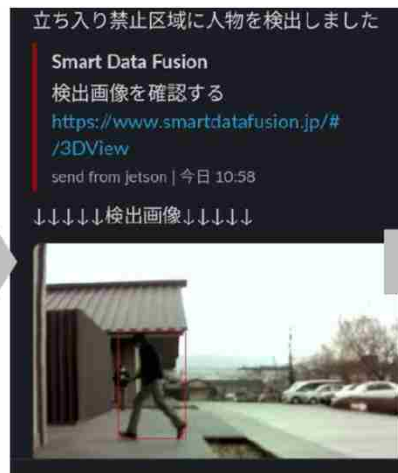 立ち入り禁止区域に人物を検出しました
Smart Data Fusion
検出画像を確認する
https://www.smartdatafusion.jp/#
/3DView
send from jetson | 今日 10:58
↓↓↓↓↓検出画像↓↓↓↓↓